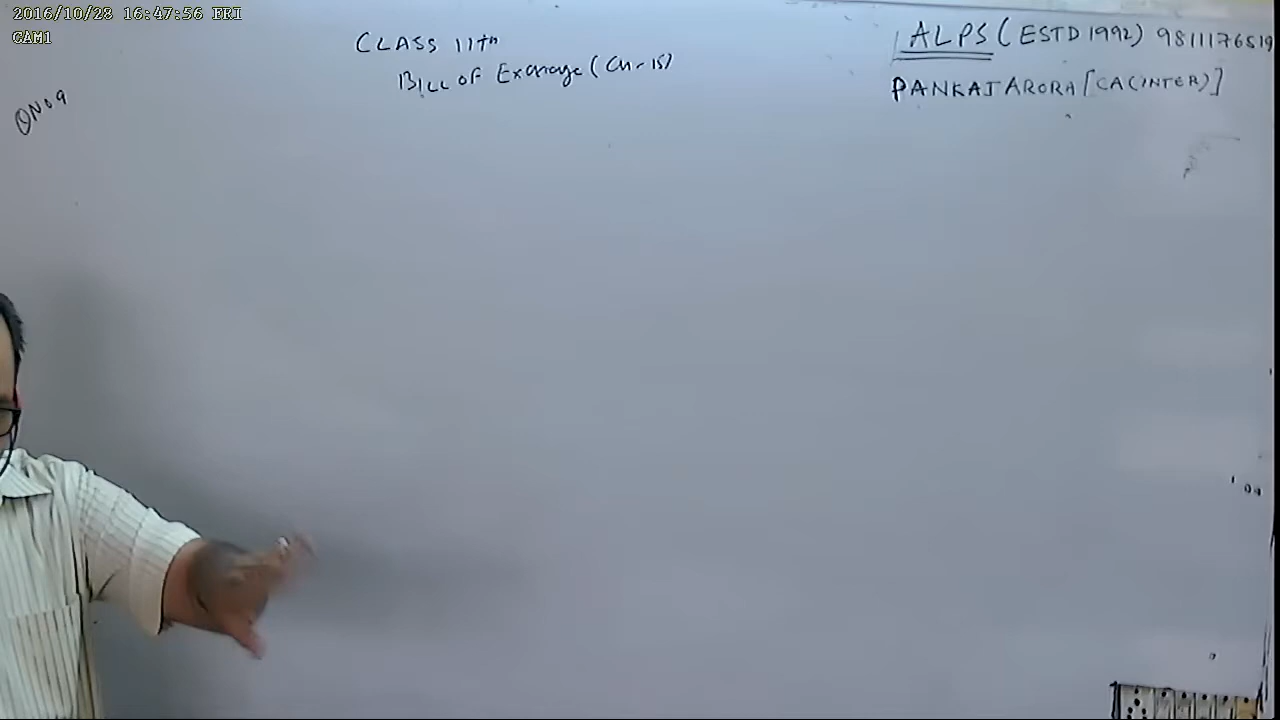 2016/10/28 16:47:56 FRI
CAM1
CLASS 11th
Bill of Exchange (Ch-15)
ALPS (ESTD 1992) 9811176519
PANKAJ ARORA [CA(INTER)]
QNo 9